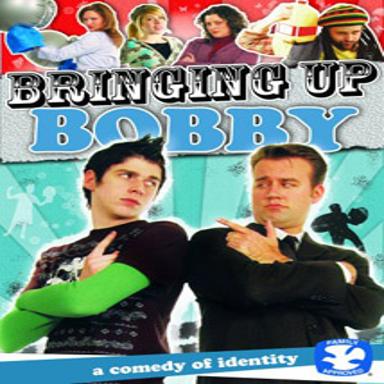 BRINGING UP
BOBBY
a comedy of identity
FAMILY
APPROVED